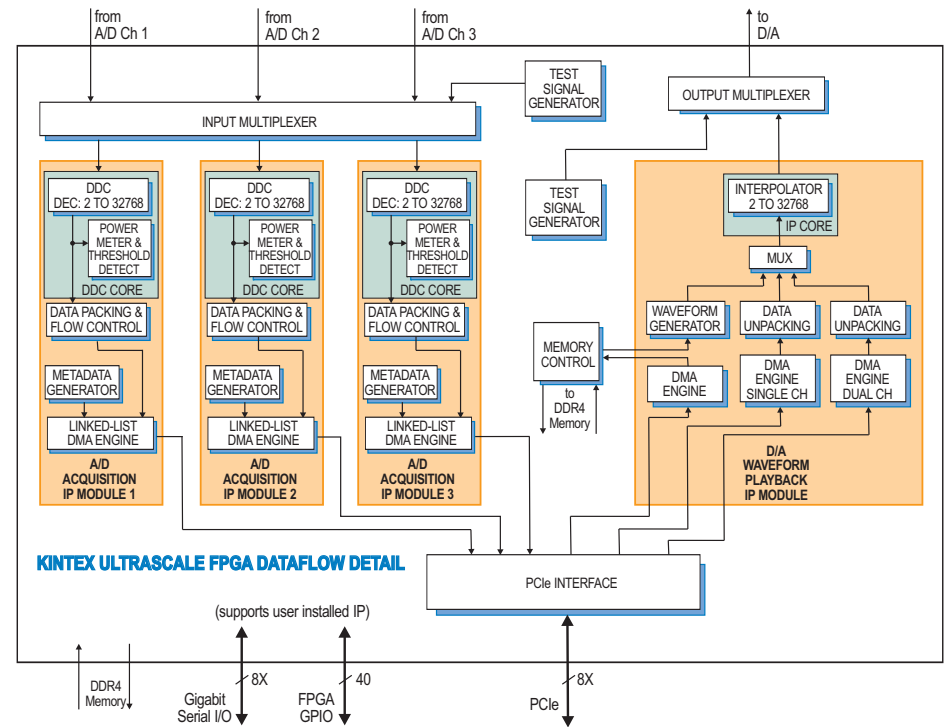 from
A/D Ch 1
from
A/D Ch 2
from
A/D Ch 3
to
D/A
TEST
SIGNAL
GENERATOR
OUTPUT MULTIPLEXER
INPUT MULTIPLEXER
DDC
DEC: 2 TO 32768
POWER
METER &
THRESHOLD
DETECT
DDC CORE
DATA PACKING &
FLOW CONTROL
METADATA
GENERATOR
LINKED-LIST
DMA ENGINE
A/D
ACQUISITION
IP MODULE 1
DDC
DEC: 2 TO 32768
POWER
METER &
THRESHOLD
DETECT
DDC CORE
DATA PACKING &
FLOW CONTROL
METADATA
GENERATOR
LINKED-LIST
DMA ENGINE
A/D
ACQUISITION
IP MODULE 2
DDC
DEC: 2 TO 32768
POWER
METER &
THRESHOLD
DETECT
DDC CORE
DATA PACKING &
FLOW CONTROL
METADATA
GENERATOR
LINKED-LIST
DMA ENGINE
A/D
ACQUISITION
IP MODULE 3
TEST
SIGNAL
GENERATOR
INTERPOLATOR
2 TO 32768
IP CORE
MUX
WAVEFORM
GENERATOR
DATA
UNPACKING
DATA
UNPACKING
MEMORY
CONTROL
to
DDR4
Memory
DMA
ENGINE
DMA
ENGINE
SINGLE CH
DMA
ENGINE
DUAL CH
D/A
WAVEFORM
PLAYBACK
IP MODULE
KINTEX ULTRASCALE FPGA DATAFLOW DETAIL
PCIe INTERFACE
(supports user installed IP)
DDR4
Memory
8X
Gigabit
Serial I/O
40
FPGA
GPIO
8X
PCIe